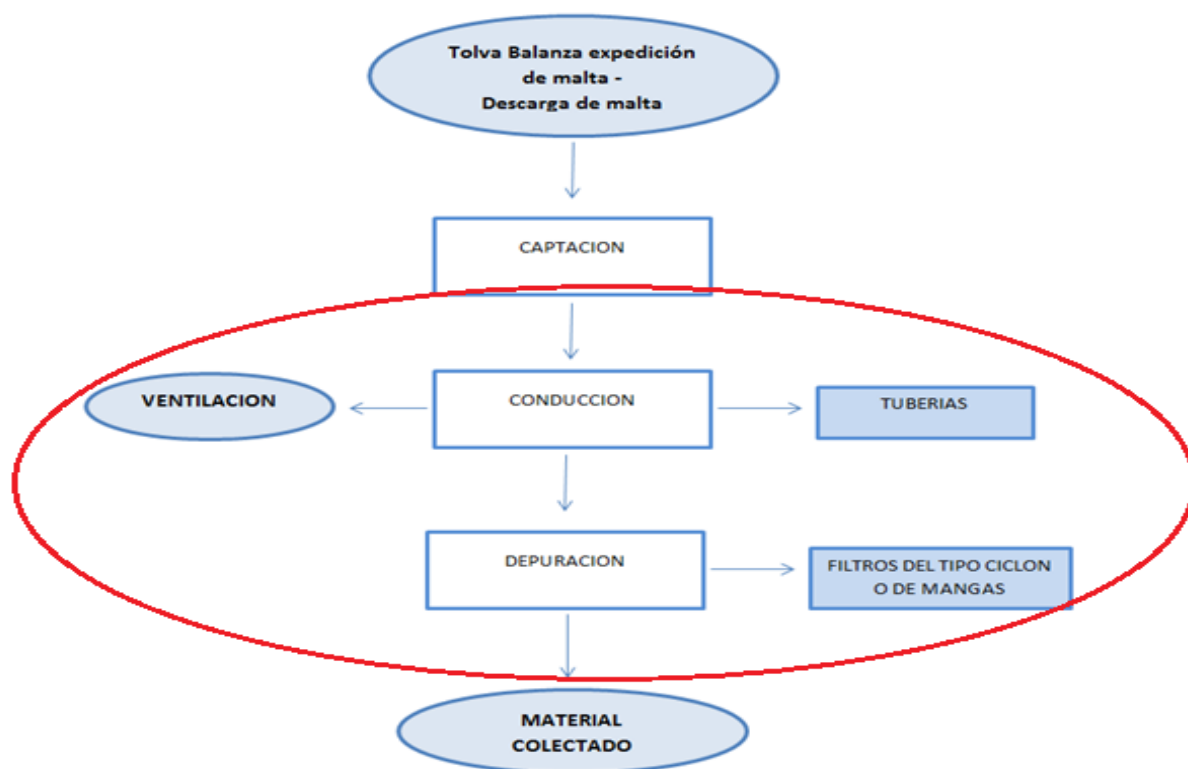 Tolva Balanza expedición
de malta -
Descarga de malta
CAPTACION
VENTILACION
CONDUCCION
TUBERIAS
DEPURACION
FILTROS DEL TIPO CICLON
O DE MANGAS
MATERIAL
COLECTADO